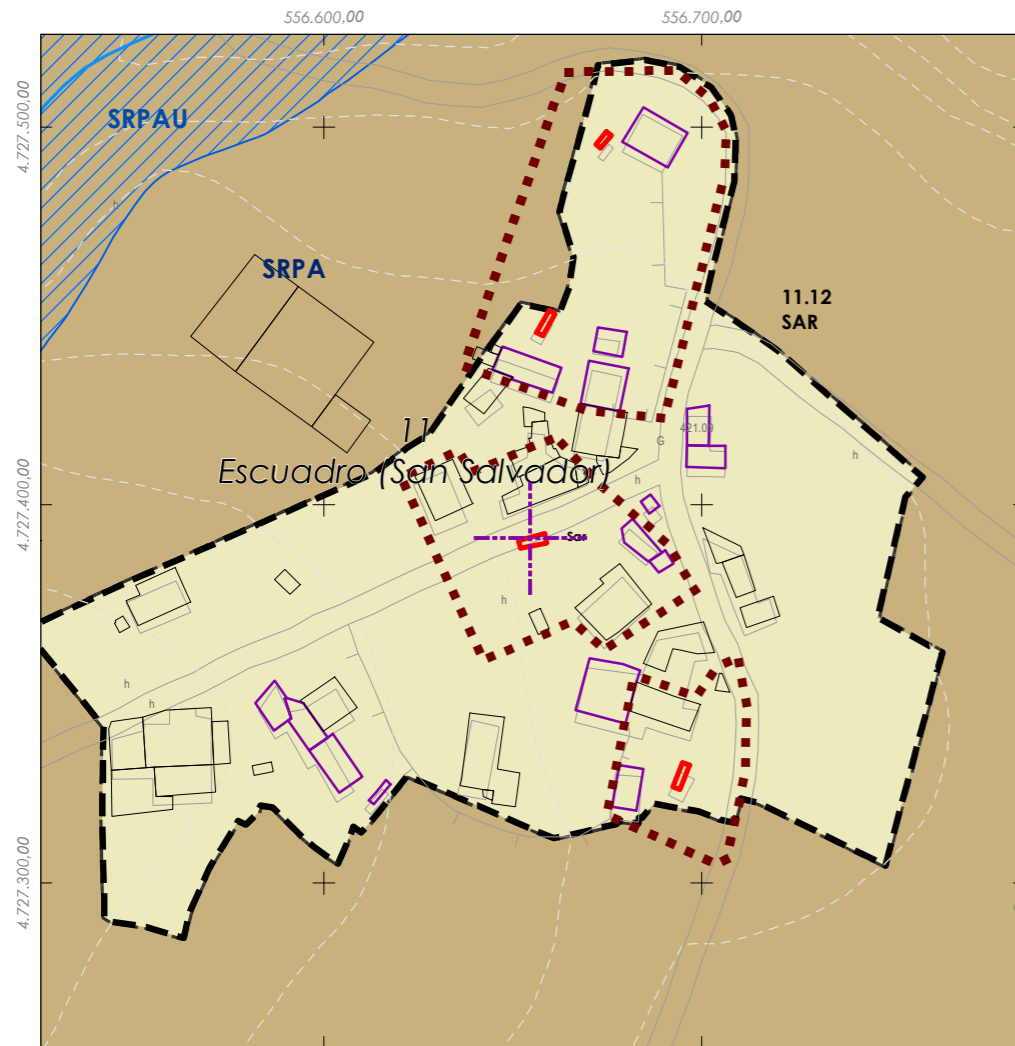 556.600,00
556.700,00
4.727.500,00
SRPAU
h
SRPA
11.12
SAR
421.09
11
G
h
Escuadro (San Salvador)
h
4.727.400,00
Sar
h
h
h
4.727.300,00